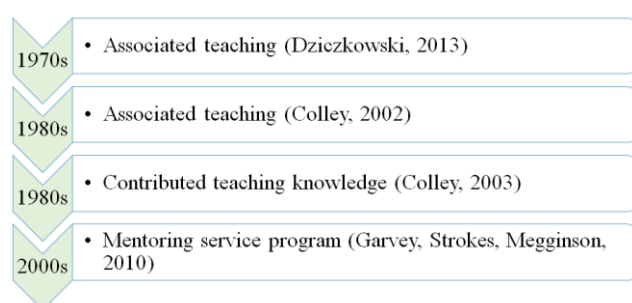 1970s
• Associated teaching (Dziczkowski, 2013)
1980s
• Associated teaching (Colley, 2002)
1980s
• Contributed teaching knowledge (Colley, 2003)
2000s
• Mentoring service program (Garvey, Strokes, Megginson,
2010)